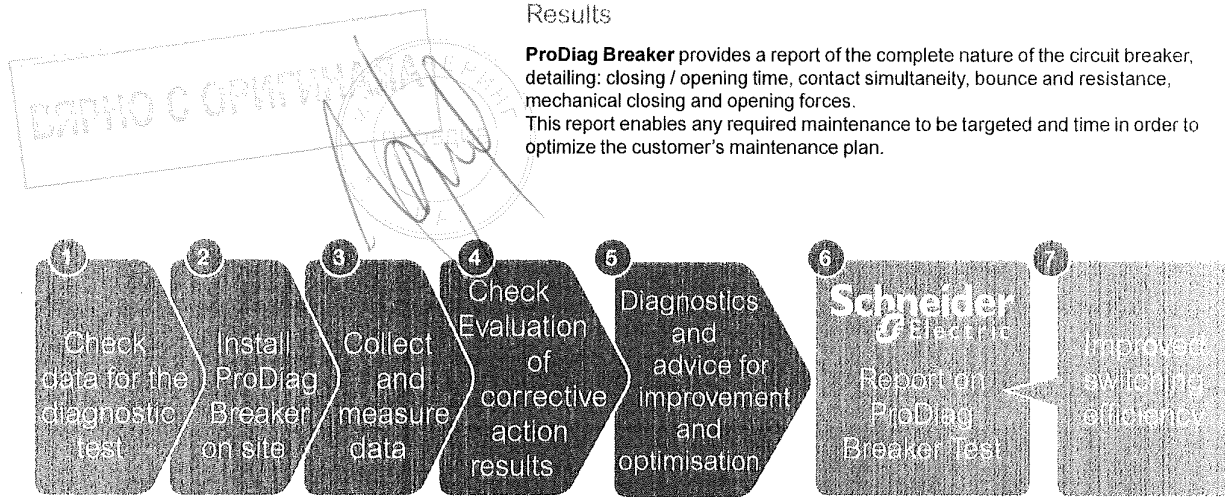 Results
ProDiag Breaker provides a report of the complete nature of the circuit breaker,
detailing: closing / opening time, contact simultaneity, bounce and resistance,
mechanical closing and opening forces.
This report enables any required maintenance to be targeted and time in order to
optimize the customer's maintenance plan.
ВЯРНО С ОРИГИНАЛА
1
Check
data for the
diagnostic
test
2
Install
ProDiag
Breaker
on site
3
Collect
and
measure
data
4
Check
Evaluation
of
corrective
action
results
5
Diagnostics
and
advice for
improvement
and
optimisation
6
Schneider
Electric
Report on
ProDiag
Breaker Test
7
Improved
switching
efficiency